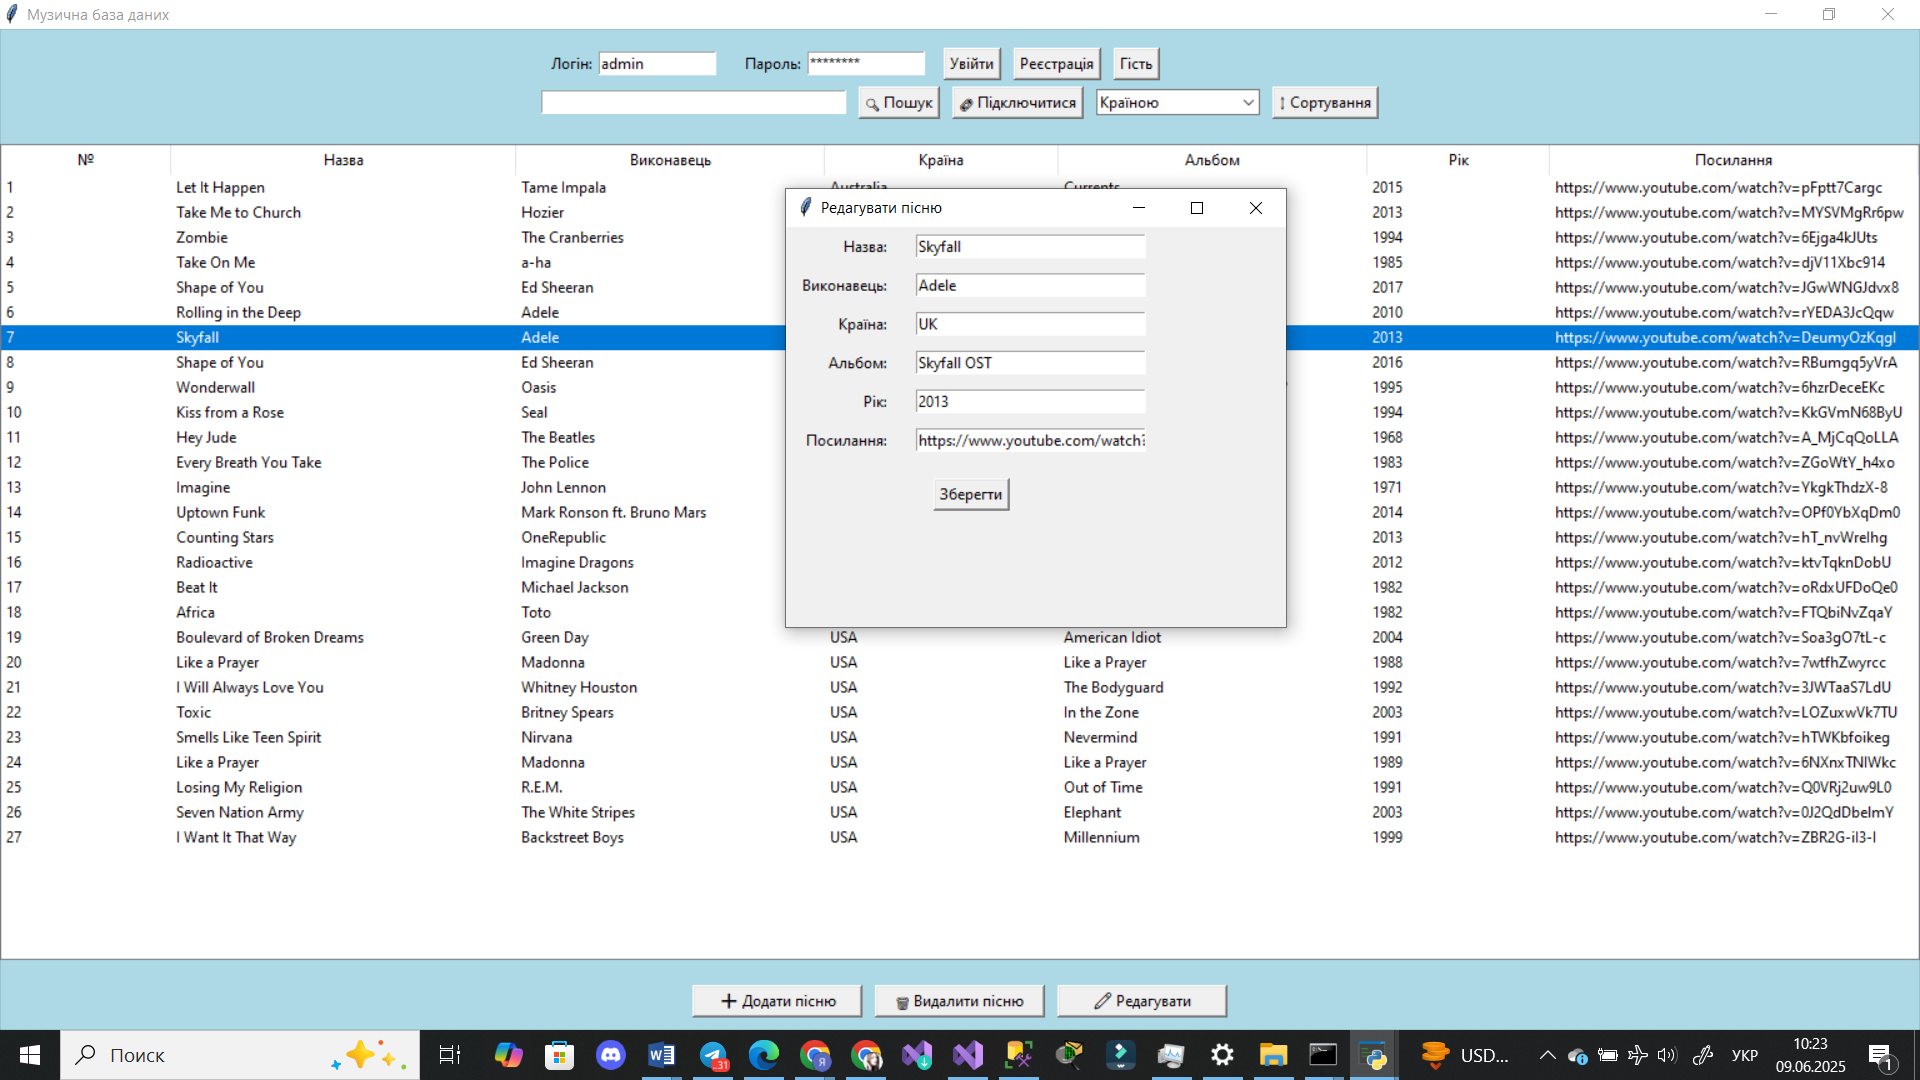 Музична база даних
Логін: admin Пароль: ******** Увійти Реєстрація Гість
Пошук Підключитися Країною Сортування
№ Назва Виконавець Країна Альбом Рік Посилання
1 Let It Happen Tame Impala Australia Currents 2015 https://www.youtube.com/watch?v=pFptt7Cargc
2 Take Me to Church Hozier 2013 https://www.youtube.com/watch?v=MYSVMgRr6pw
3 Zombie The Cranberries 1994 https://www.youtube.com/watch?v=6Ejga4kJUts
4 Take On Me a-ha 1985 https://www.youtube.com/watch?v=djV11Xbc914
5 Shape of You Ed Sheeran 2017 https://www.youtube.com/watch?v=JGwWNGJdvx8
6 Rolling in the Deep Adele 2010 https://www.youtube.com/watch?v=rYEDA3JcQqw
7 Skyfall Adele 2013 https://www.youtube.com/watch?v=DeumyOzKqgI
8 Shape of You Ed Sheeran 2016 https://www.youtube.com/watch?v=RBumgq5yVrA
9 Wonderwall Oasis 1995 https://www.youtube.com/watch?v=6hzrDeceEKc
10 Kiss from a Rose Seal 1994 https://www.youtube.com/watch?v=KkGVmN68ByU
11 Hey Jude The Beatles 1968 https://www.youtube.com/watch?v=A_MjCqQoLLA
12 Every Breath You Take The Police 1983 https://www.youtube.com/watch?v=ZGoWtY_h4xo
13 Imagine John Lennon 1971 https://www.youtube.com/watch?v=YkgkThdzX-8
14 Uptown Funk Mark Ronson ft. Bruno Mars 2014 https://www.youtube.com/watch?v=OPf0YbXqDm0
15 Counting Stars OneRepublic 2013 https://www.youtube.com/watch?v=hT_nvWreIhg
16 Radioactive Imagine Dragons 2012 https://www.youtube.com/watch?v=ktvTqknDobU
17 Beat It Michael Jackson 1982 https://www.youtube.com/watch?v=oRdxUFDoQe0
18 Africa Toto 1982 https://www.youtube.com/watch?v=FTQbiNvZqaY
19 Boulevard of Broken Dreams Green Day USA American Idiot 2004 https://www.youtube.com/watch?v=Soa3gO7tL-c
20 Like a Prayer Madonna USA Like a Prayer 1988 https://www.youtube.com/watch?v=7wtfhZwyrcc
21 I Will Always Love You Whitney Houston USA The Bodyguard 1992 https://www.youtube.com/watch?v=3JWTaaS7LdU
22 Toxic Britney Spears USA In the Zone 2003 https://www.youtube.com/watch?v=LOZuxwVk7TU
23 Smells Like Teen Spirit Nirvana USA Nevermind 1991 https://www.youtube.com/watch?v=hTWKbfoikeg
24 Like a Prayer Madonna USA Like a Prayer 1989 https://www.youtube.com/watch?v=6NXnxTNIWkc
25 Losing My Religion R.E.M. USA Out of Time 1991 https://www.youtube.com/watch?v=Q0VRj2uw9L0
26 Seven Nation Army The White Stripes USA Elephant 2003 https://www.youtube.com/watch?v=0J2QdDbelmY
27 I Want It That Way Backstreet Boys USA Millennium 1999 https://www.youtube.com/watch?v=ZBR2G-iI3-I
Редагувати пісню
Назва: Skyfall
Виконавець: Adele
Країна: UK
Альбом: Skyfall OST
Рік: 2013
Посилання: https://www.youtube.com/watch?
Зберегти
Додати пісню Видалити пісню Редагувати
Поиск .31 Я USD... УКР 10:23 1
09.06.2025